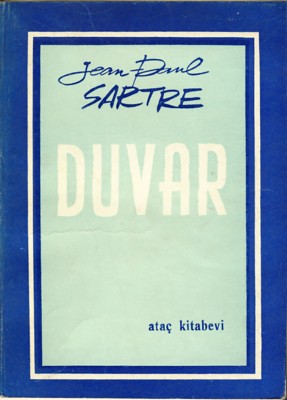 Jean-Paul
SARTRE
DUVAR
ataç kitabevi